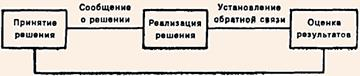 Принятие
решения
Сообщение
о решении
Реализация
решения
Установление
обратной связи
Оценка
результатов